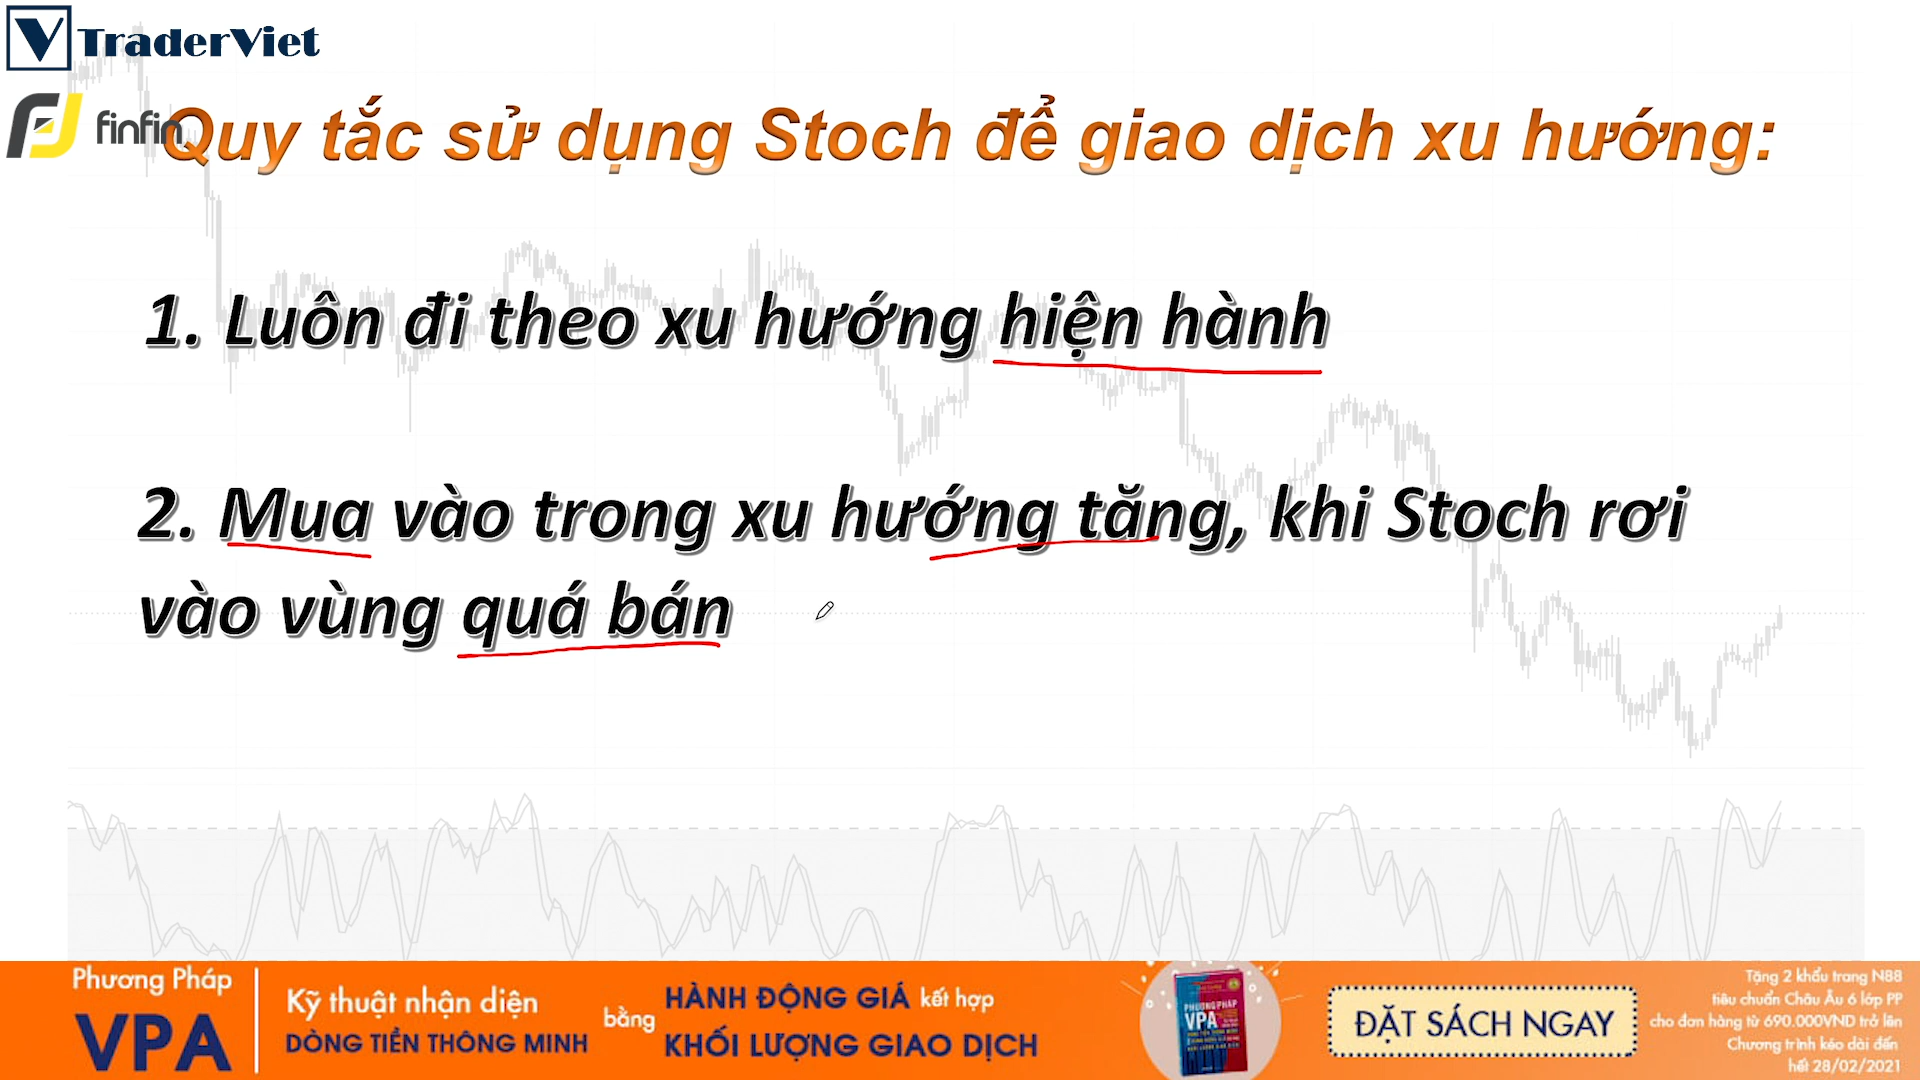 TraderViet
finfin
Quy tắc sử dụng Stoch để giao dịch xu hướng:
1. Luôn đi theo xu hướng hiện hành
2. Mua vào trong xu hướng tăng, khi Stoch rơi
vào vùng quá bán
Phương Pháp
VPA
Kỹ thuật nhận diện
DÒNG TIỀN THÔNG MINH
bằng
HÀNH ĐỘNG GIÁ kết hợp
KHỐI LƯỢNG GIAO DỊCH
PHƯƠNG PHÁP
VPA
ĐẶT SÁCH NGAY
Tặng 2 khẩu trang N88
tiêu chuẩn Châu Âu 6 lớp PP
cho đơn hàng từ 690.000VND trở lên
Chương trình kéo dài đến
hết 28/02/2021